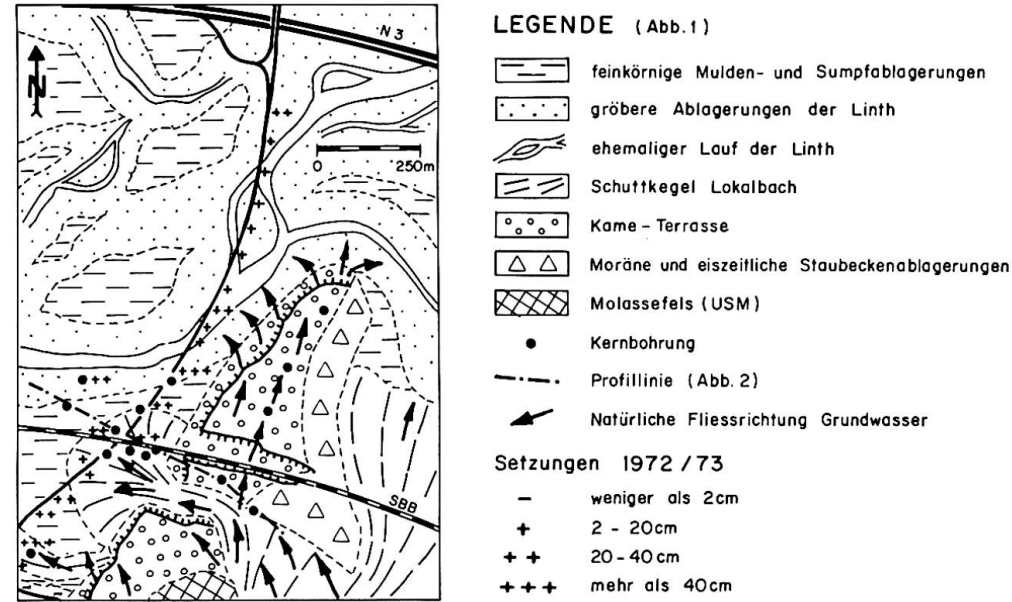 N3
N
0 250m
SBB
LEGENDE (Abb.1)
feinkörnige Mulden- und Sumpfablagerungen
gröbere Ablagerungen der Linth
ehemaliger Lauf der Linth
Schuttkegel Lokalbach
Kame-Terrasse
Moräne und eiszeitliche Staubeckenablagerungen
Molassefels (USM)
Kernbohrung
Profillinie (Abb. 2)
Natürliche Fliessrichtung Grundwasser
Setzungen 1972/73
- weniger als 2cm
+ 2-20cm
++ 20-40cm
+++ mehr als 40cm